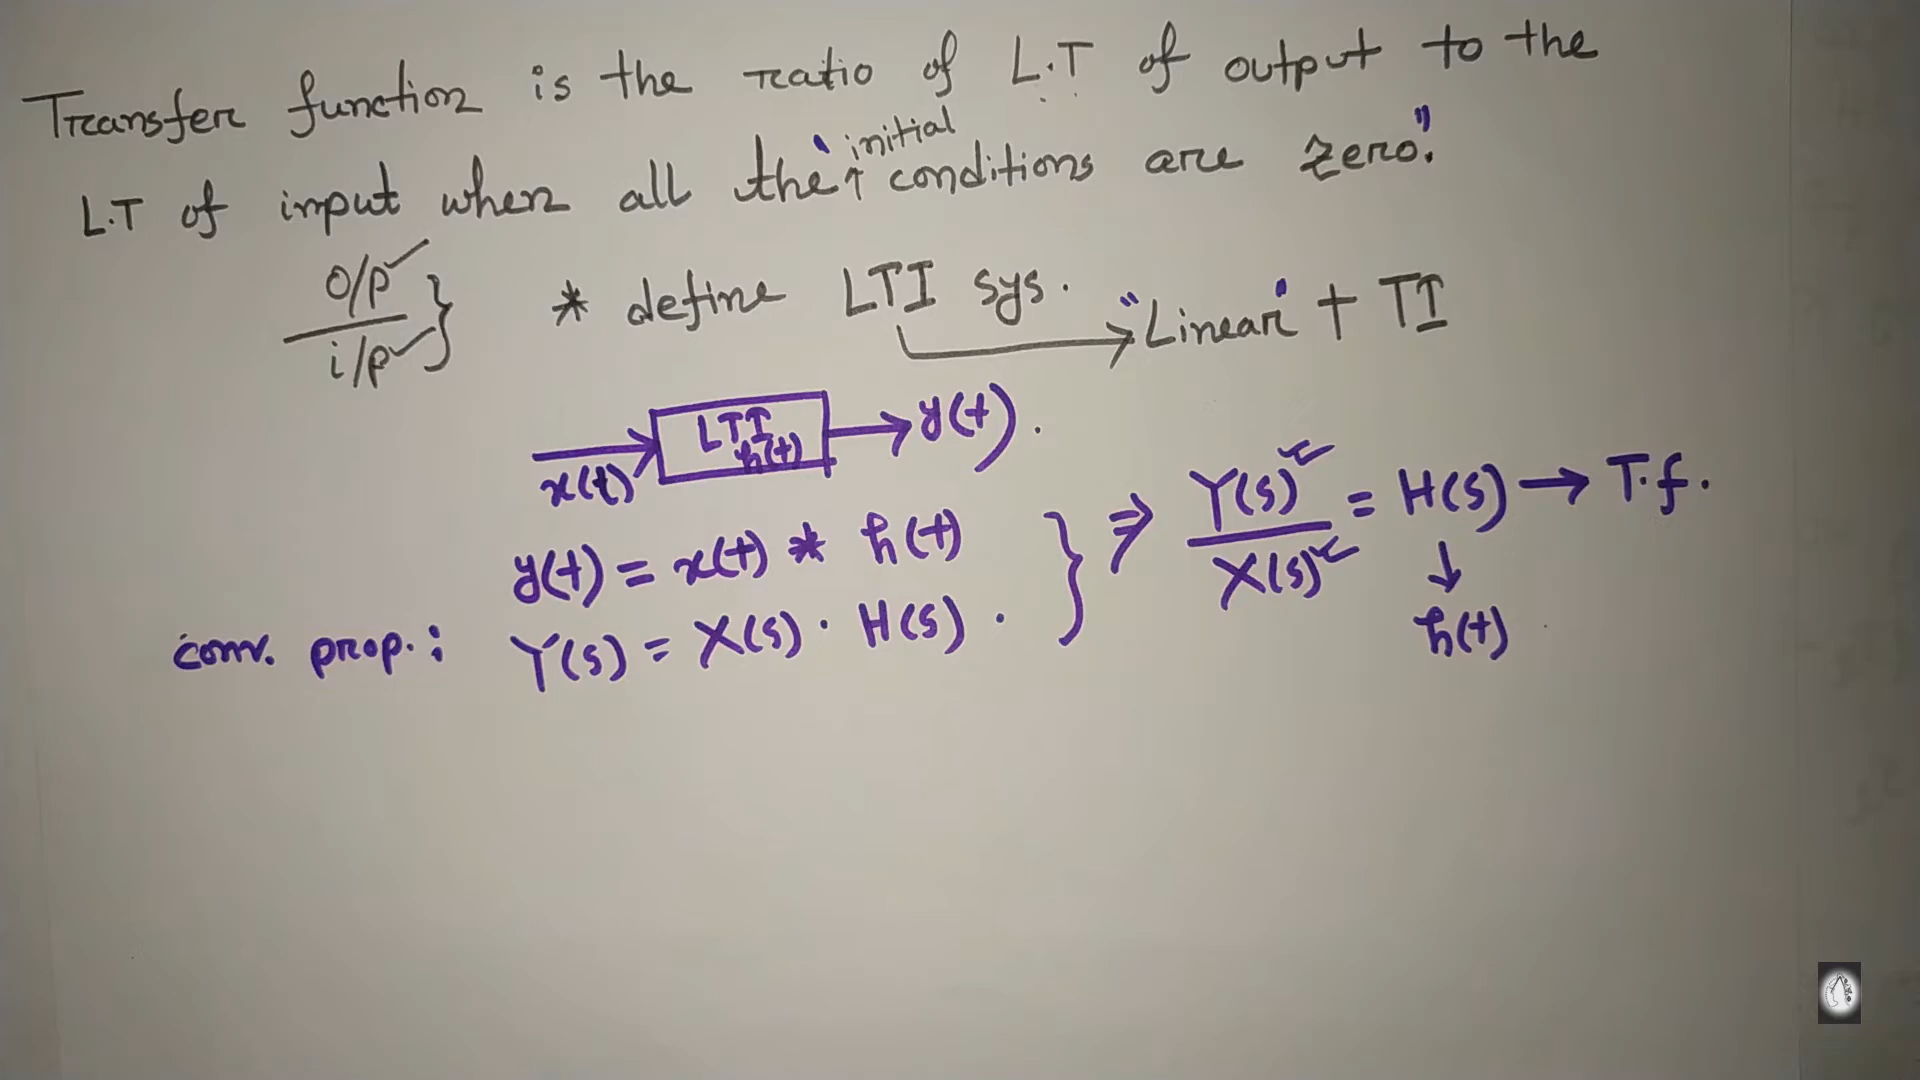 Transfer function is the ratio of L.T of output to the
L.T of input when all the initial conditions are zero."
o/p
i/p
* define LTI sys.
"Linear" + TI
x(t)
LTI
h(t)
y(t).
y(t) = x(t) * h(t)
conv. prop.: Y(s) = X(s) · H(s).
⇒ Y(s)/X(s) = H(s) → T.f.
↓
h(t)